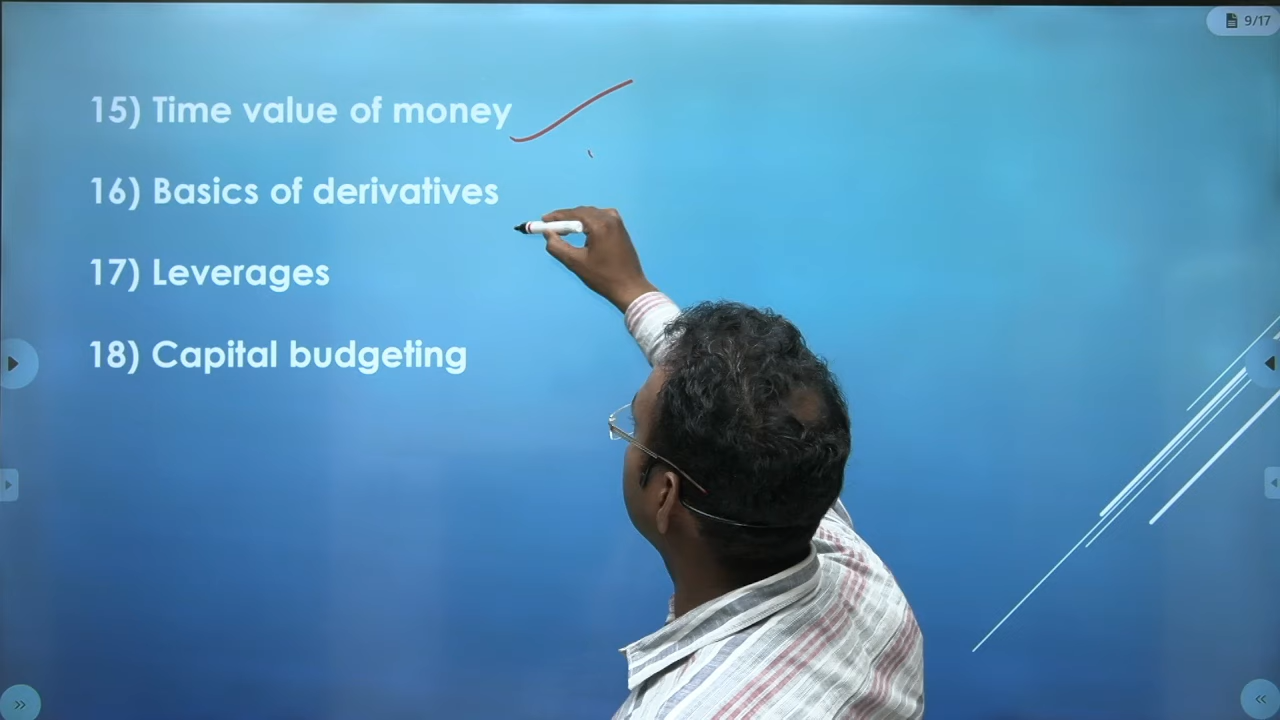 9/17
15) Time value of money
16) Basics of derivatives
17) Leverages
18) Capital budgeting